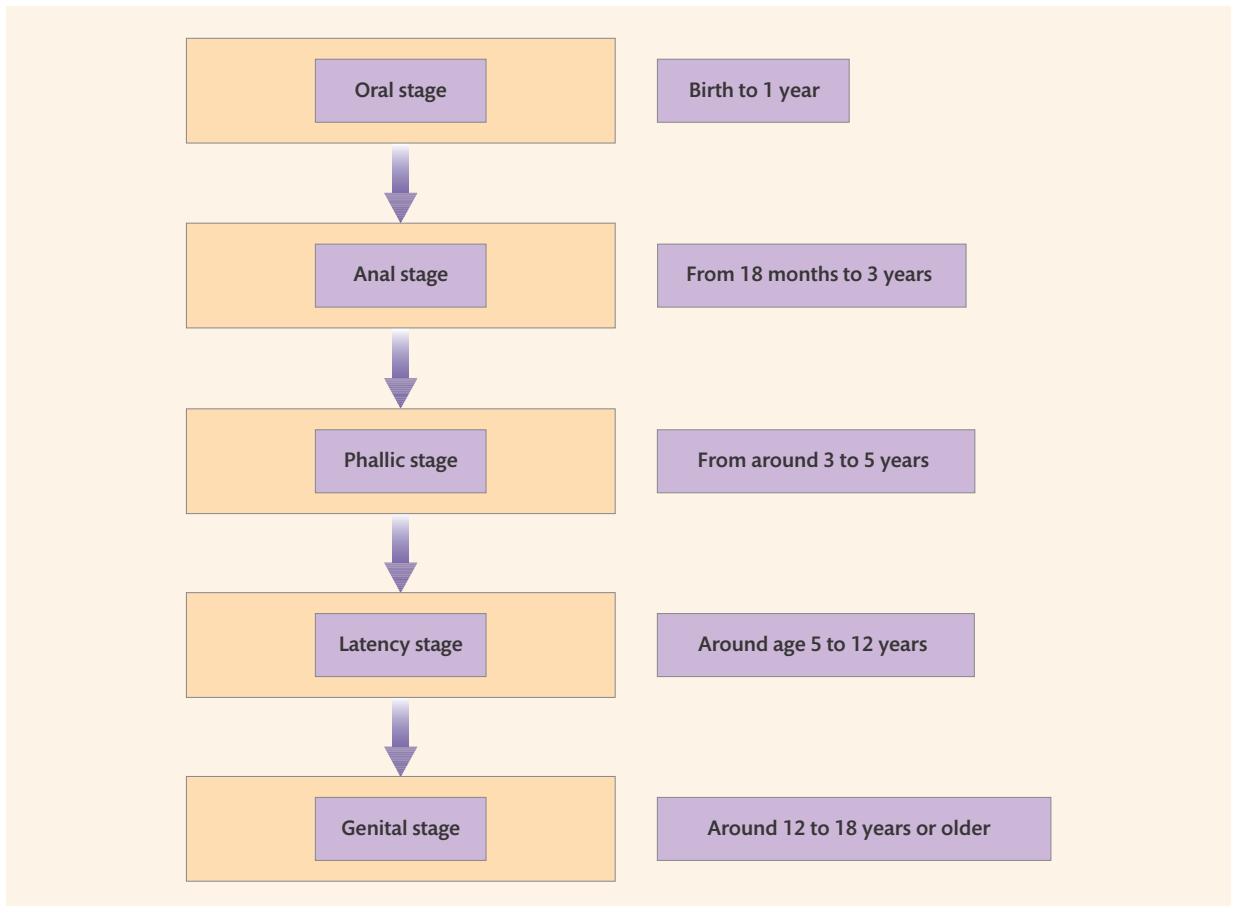 Oral stage
Birth to 1 year
Anal stage
From 18 months to 3 years
Phallic stage
From around 3 to 5 years
Latency stage
Around age 5 to 12 years
Genital stage
Around 12 to 18 years or older